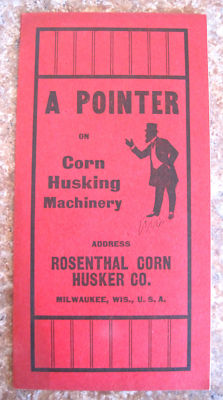 A POINTER
ON
Corn
Husking
Machinery
ADDRESS
ROSENTHAL CORN
HUSKER CO.
MILWAUKEE, WIS., U. S. A.